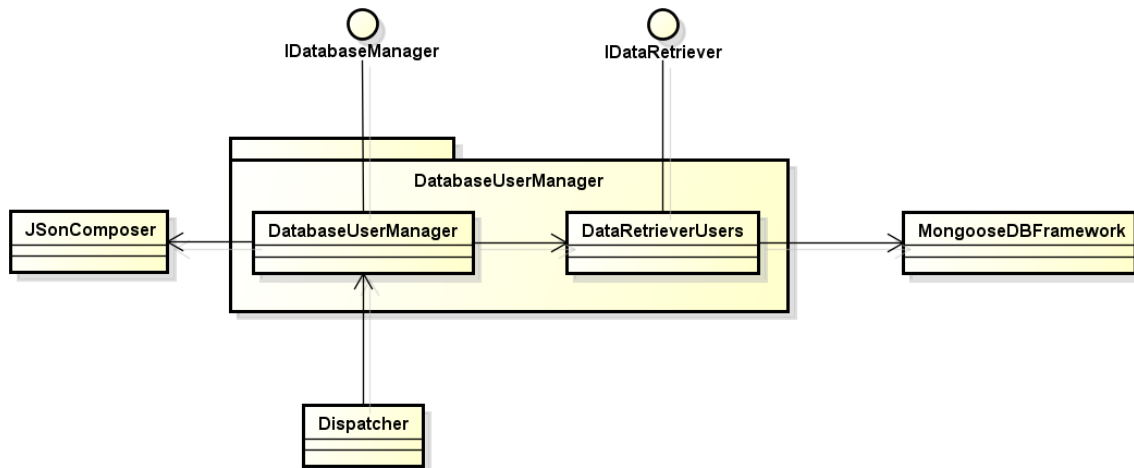 IDatabaseManager
IDataRetriever
DatabaseUserManager
JSonComposer
DatabaseUserManager
DataRetrieverUsers
MongooseDBFramework
Dispatcher